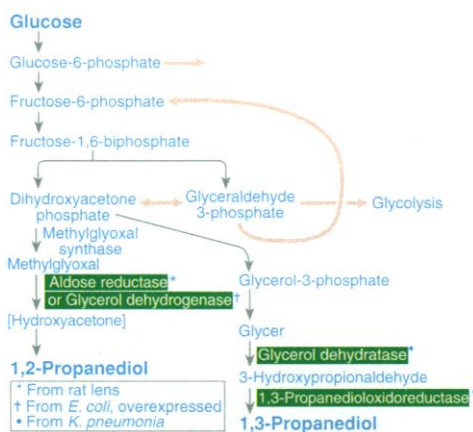 Glucose
Glucose-6-phosphate
Fructose-6-phosphate
Fructose-1,6-biphosphate
Dihydroxyacetone
phosphate
Glyceraldehyde
3-phosphate
Glycolysis
Methylglyoxal
synthase
Methylglyoxal
Aldose reductase*
or Glycerol dehydrogenase†
[Hydroxyacetone]
1,2-Propanediol
Glycerol-3-phosphate
Glycer
Glycerol dehydratase•
3-Hydroxypropionaldehyde
1,3-Propanedioloxidoreductase
1,3-Propanediol
* From rat lens
† From E. coli, overexpressed
• From K. pneumonia